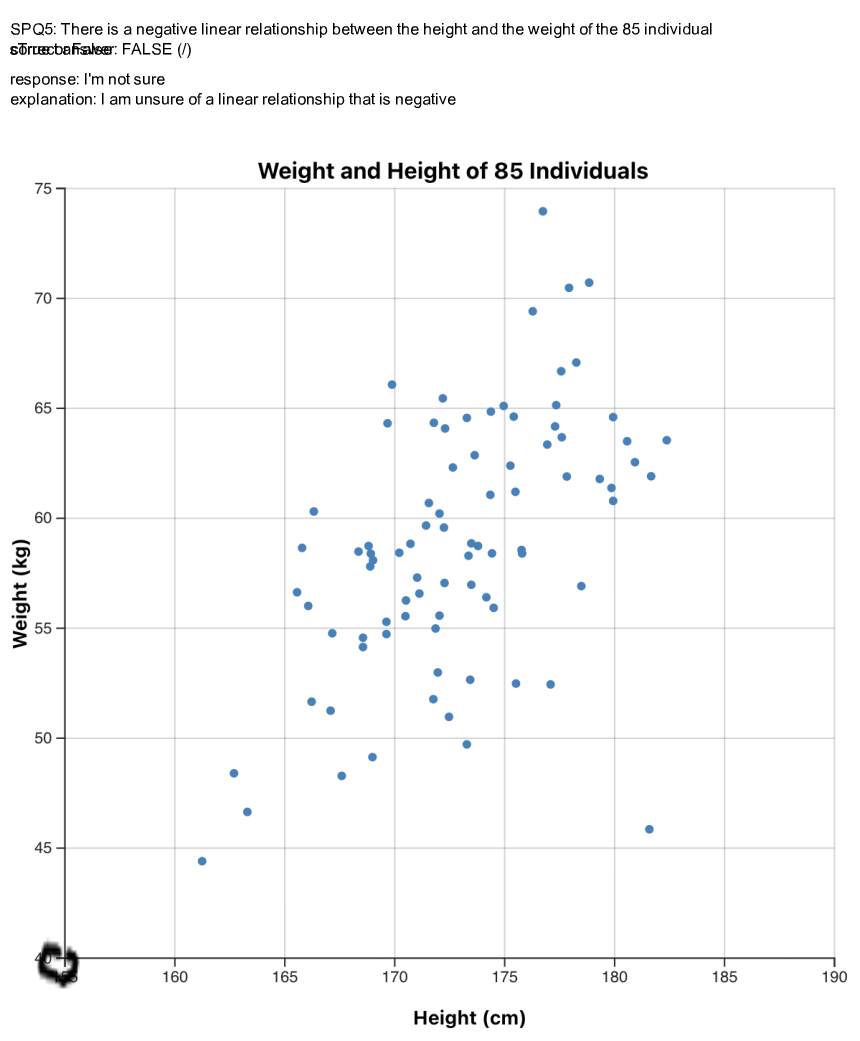 SPQ5: There is a negative linear relationship between the height and the weight of the 85 individual
FALSE (/)
response: I'm not sure
explanation: I am unsure of a linear relationship that is negative
Weight and Height of 85 Individuals
75
70
65
60
55
50
45
Weight (kg)
160 165 170 175 180 185 190
Height (cm)